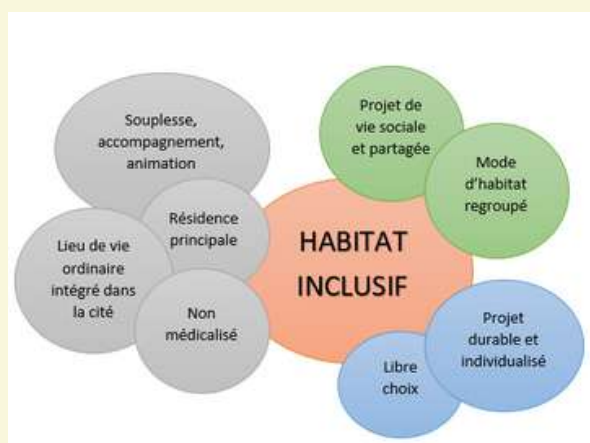 Souplesse,
accompagnement,
animation
Résidence
principale
Lieu de vie
ordinaire
intégré dans
la cité
Non
médicalisé
HABITAT
INCLUSIF
Projet de
vie sociale
et partagée
Mode
d'habitat
regroupé
Projet
durable et
individualisé
Libre
choix